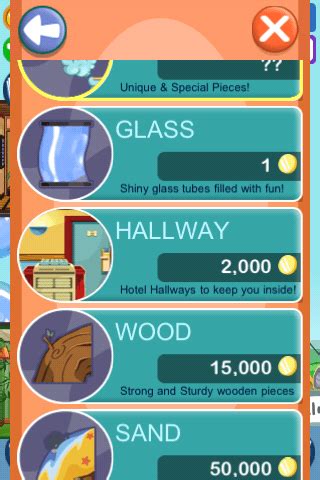 ??
Unique & Special Pieces!
GLASS
1
Shiny glass tubes filled with fun!
HALLWAY
2,000
Hotel Hallways to keep you inside!
WOOD
15,000
Strong and Sturdy wooden pieces
SAND
50,000